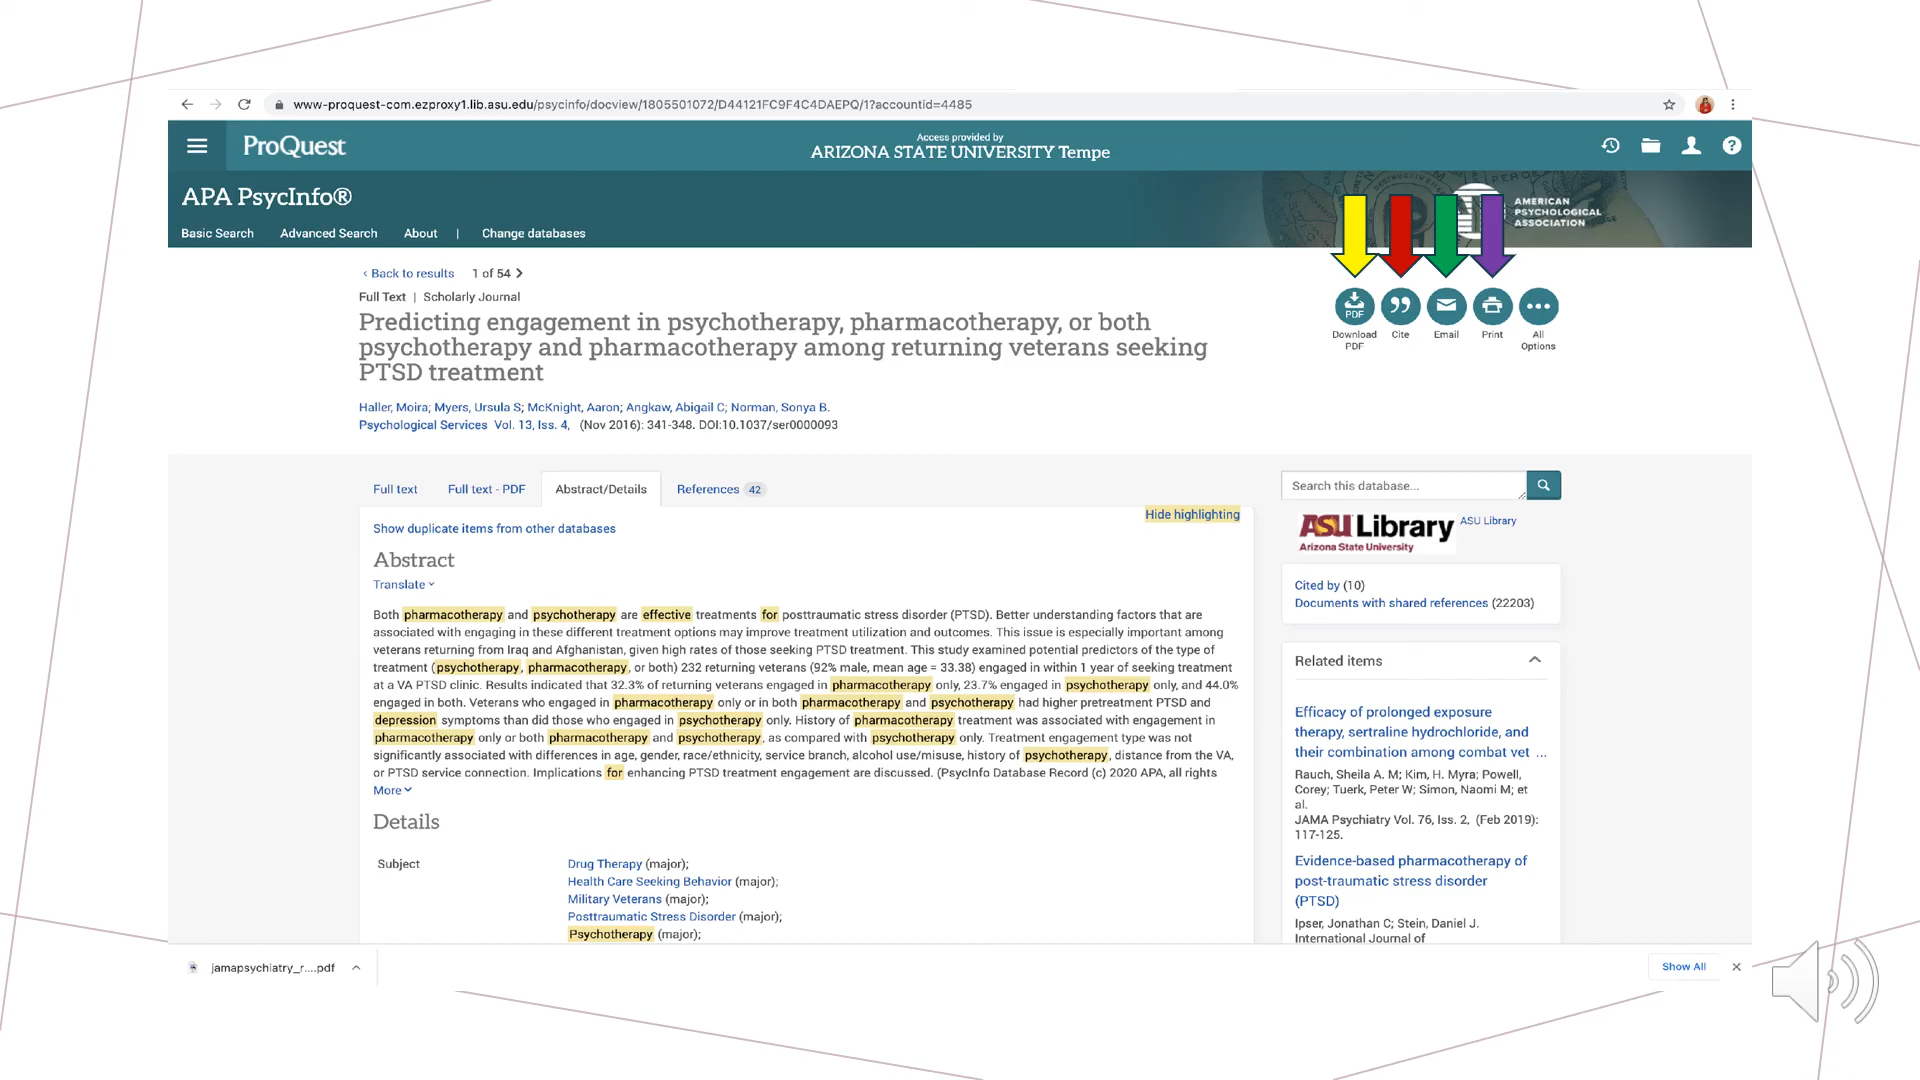 www-proquest-com.ezproxy1.lib.asu.edu/psycinfo/docview/1805501072/D44121FC9F4C4DAEPQ/1?accountid=4485
ProQuest
Access provided by
ARIZONA STATE UNIVERSITY Tempe
APA PsycInfo®
AMERICAN
PSYCHOLOGICAL
ASSOCIATION
Basic Search Advanced Search About | Change databases
‹ Back to results 1 of 54
Full Text | Scholarly Journal
Predicting engagement in psychotherapy, pharmacotherapy, or both
psychotherapy and pharmacotherapy among returning veterans seeking
PTSD treatment
PDF
Download
PDF
Cite
Email
Print
All
Options
Haller, Moira; Myers, Ursula S; McKnight, Aaron; Angkaw, Abigail C; Norman, Sonya B.
Psychological Services Vol. 13, Iss. 4, (Nov 2016): 341-348. DOI:10.1037/ser0000093
Full text Full text - PDF Abstract/Details References 42
Hide highlighting
Show duplicate items from other databases
Abstract
Translate
Both pharmacotherapy and psychotherapy are effective treatments for posttraumatic stress disorder (PTSD). Better understanding factors that are
associated with engaging in these different treatment options may improve treatment utilization and outcomes. This issue is especially important among
veterans returning from Iraq and Afghanistan, given high rates of those seeking PTSD treatment. This study examined potential predictors of the type of
treatment (psychotherapy, pharmacotherapy, or both) 232 returning veterans (92% male, mean age = 33.38) engaged in within 1 year of seeking treatment
at a VA PTSD clinic. Results indicated that 32.3% of returning veterans engaged in pharmacotherapy only, 23.7% engaged in psychotherapy only, and 44.0%
engaged in both. Veterans who engaged in pharmacotherapy only or in both pharmacotherapy and psychotherapy had higher pretreatment PTSD and
depression symptoms than did those who engaged in psychotherapy only. History of pharmacotherapy treatment was associated with engagement in
pharmacotherapy only or both pharmacotherapy and psychotherapy, as compared with psychotherapy only. Treatment engagement type was not
significantly associated with differences in age, gender, race/ethnicity, service branch, alcohol use/misuse, history of psychotherapy, distance from the VA,
or PTSD service connection. Implications for enhancing PTSD treatment engagement are discussed. (PsycInfo Database Record (c) 2020 APA, all rights
More
Details
Subject
Drug Therapy (major);
Health Care Seeking Behavior (major);
Military Veterans (major);
Posttraumatic Stress Disorder (major);
Psychotherapy (major);
Search this database...
ASU Library
Arizona State University
ASU Library
Cited by (10)
Documents with shared references (22203)
Related items
Efficacy of prolonged exposure
therapy, sertraline hydrochloride, and
their combination among combat vet ...
Rauch, Sheila A. M; Kim, H. Myra; Powell,
Corey; Tuerk, Peter W; Simon, Naomi M; et
al.
JAMA Psychiatry Vol. 76, Iss. 2, (Feb 2019):
117-125.
Evidence-based pharmacotherapy of
post-traumatic stress disorder
(PTSD)
Ipser, Jonathan C; Stein, Daniel J.
International Journal of
jamapsychiatry_r....pdf
Show All